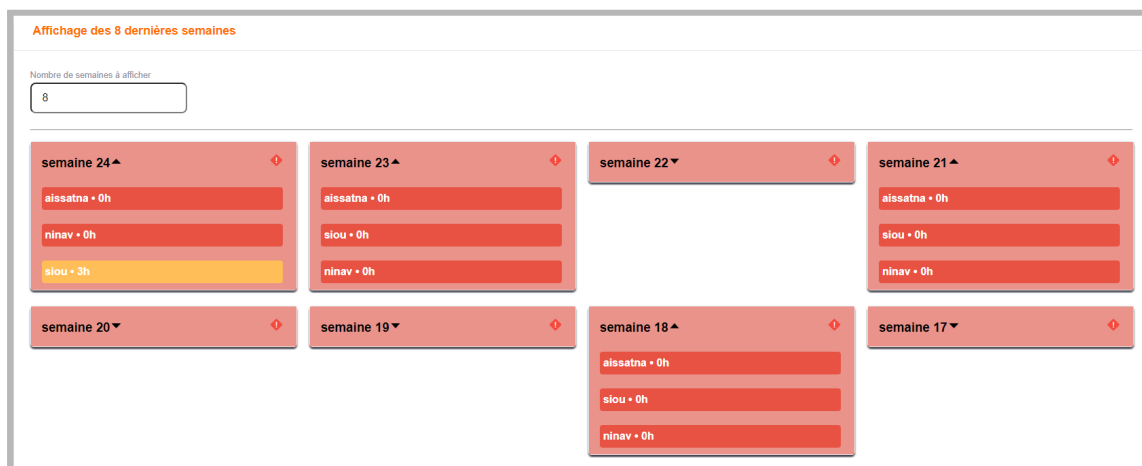 Affichage des 8 dernières semaines
Nombre de semaines à afficher
8
semaine 24
aissatna • 0h
ninav • 0h
siou • 3h
semaine 23
aissatna • 0h
siou • 0h
ninav • 0h
semaine 22
semaine 21
aissatna • 0h
siou • 0h
ninav • 0h
semaine 20
semaine 19
semaine 18
aissatna • 0h
siou • 0h
ninav • 0h
semaine 17